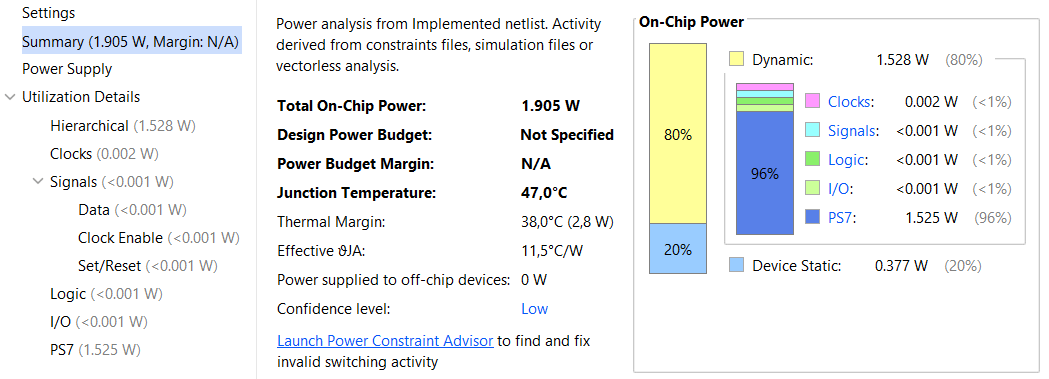 Settings
Summary (1.905 W, Margin: N/A)
Power Supply
Utilization Details
Hierarchical (1.528 W)
Clocks (0.002 W)
Signals (<0.001 W)
Data (<0.001 W)
Clock Enable (<0.001 W)
Set/Reset (<0.001 W)
Logic (<0.001 W)
I/O (<0.001 W)
PS7 (1.525 W)
Power analysis from Implemented netlist. Activity
derived from constraints files, simulation files or
vectorless analysis.
Total On-Chip Power: 1.905 W
Design Power Budget: Not Specified
Power Budget Margin: N/A
Junction Temperature: 47,0°C
Thermal Margin: 38,0°C (2,8 W)
Effective ϑJA: 11,5°C/W
Power supplied to off-chip devices: 0 W
Confidence level: Low
Launch Power Constraint Advisor to find and fix
invalid switching activity
On-Chip Power
80%
20%
Dynamic: 1.528 W (80%)
96%
Clocks: 0.002 W (<1%)
Signals: <0.001 W (<1%)
Logic: <0.001 W (<1%)
I/O: <0.001 W (<1%)
PS7: 1.525 W (96%)
Device Static: 0.377 W (20%)